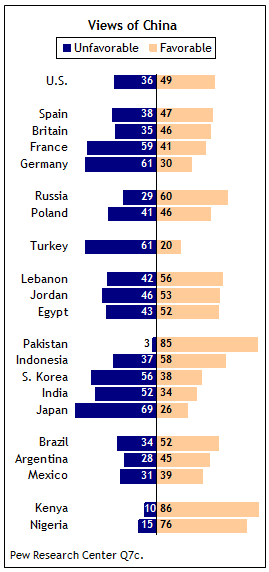 Views of China
Unfavorable Favorable
U.S. 36 49
Spain 38 47
Britain 35 46
France 59 41
Germany 61 30
Russia 29 60
Poland 41 46
Turkey 61 20
Lebanon 42 56
Jordan 46 53
Egypt 43 52
Pakistan 3 85
Indonesia 37 58
S. Korea 56 38
India 52 34
Japan 69 26
Brazil 34 52
Argentina 28 45
Mexico 31 39
Kenya 10 86
Nigeria 15 76
Pew Research Center Q7c.